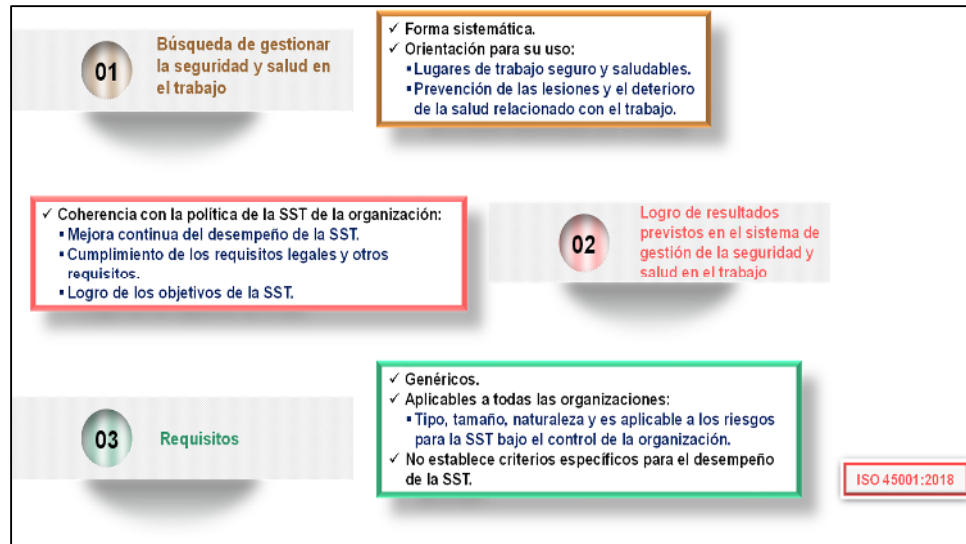 01
Búsqueda de gestionar
la seguridad y salud en
el trabajo
✓ Forma sistemática.
✓ Orientación para su uso:
▪ Lugares de trabajo seguro y saludables.
▪ Prevención de las lesiones y el deterioro
de la salud relacionado con el trabajo.
✓ Coherencia con la política de la SST de la organización:
▪ Mejora continua del desempeño de la SST.
▪ Cumplimiento de los requisitos legales y otros
requisitos.
▪ Logro de los objetivos de la SST.
02
Logro de resultados
previstos en el sistema de
gestión de la seguridad y
salud en el trabajo
03
Requisitos
✓ Genéricos.
✓ Aplicables a todas las organizaciones:
▪ Tipo, tamaño, naturaleza y es aplicable a los riesgos
para la SST bajo el control de la organización.
✓ No establece criterios específicos para el desempeño
de la SST.
ISO 45001:2018